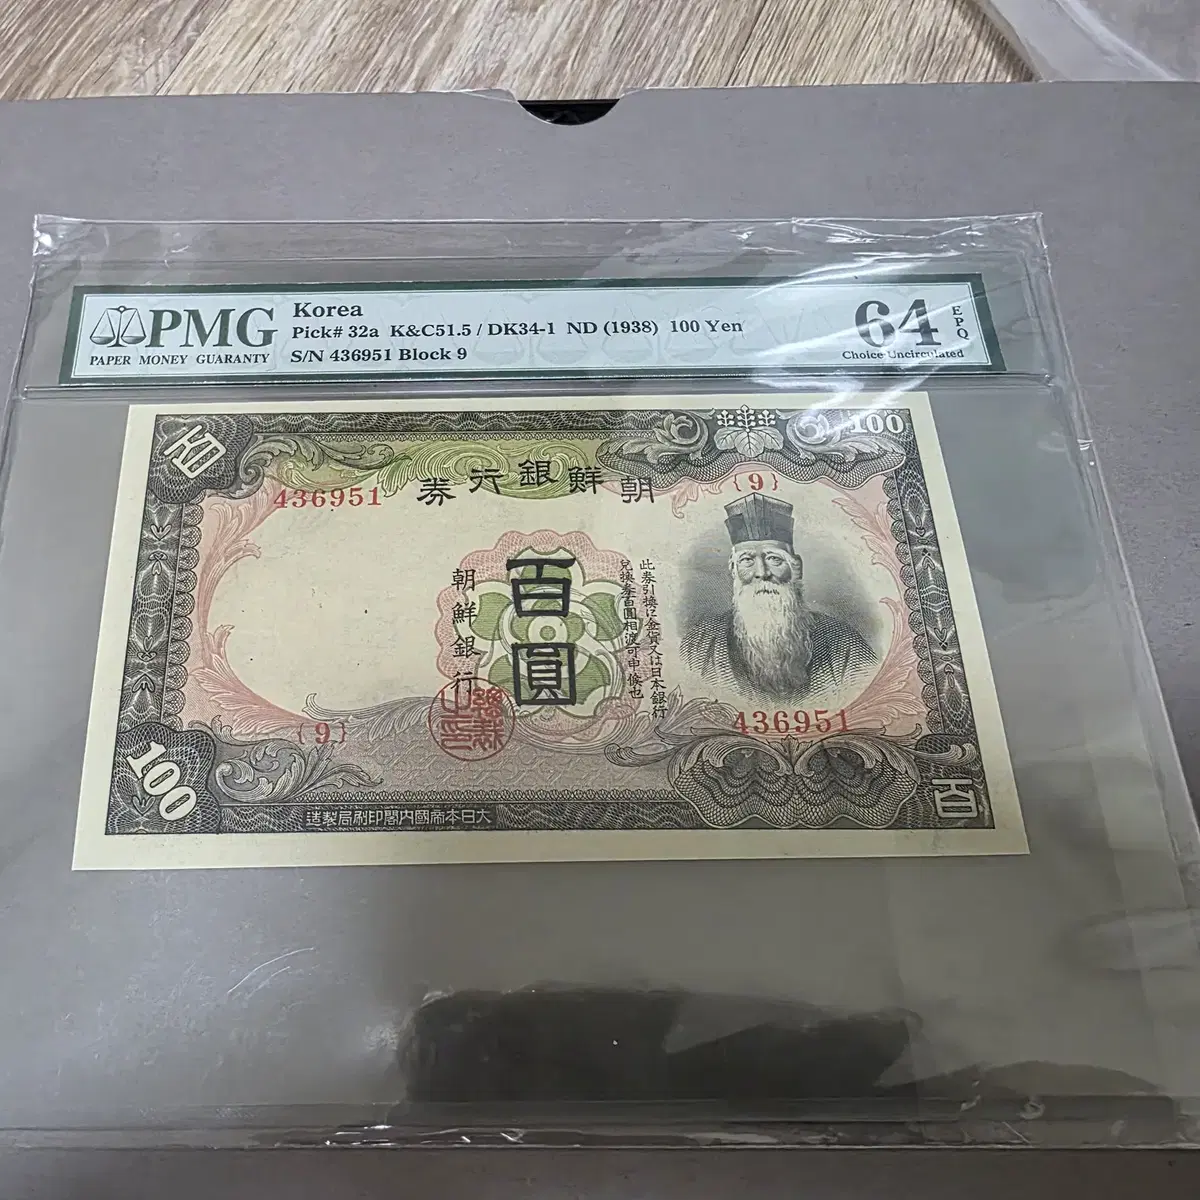 PMG
PAPER MONEY GUARANTY
Korea
Pick# 32a K&C51.5 / DK34-1 ND (1938) 100 Yen
S/N 436951 Block 9
64
EPQ
Choice Uncirculated
百
100
朝鮮銀行券
436951
{9}
此券引換に金貨又は日本銀行
兌換券百圓相渡可申候也
百圓
朝鮮銀行
436951
{9}
100
百
大日本帝國内閣印刷局製造